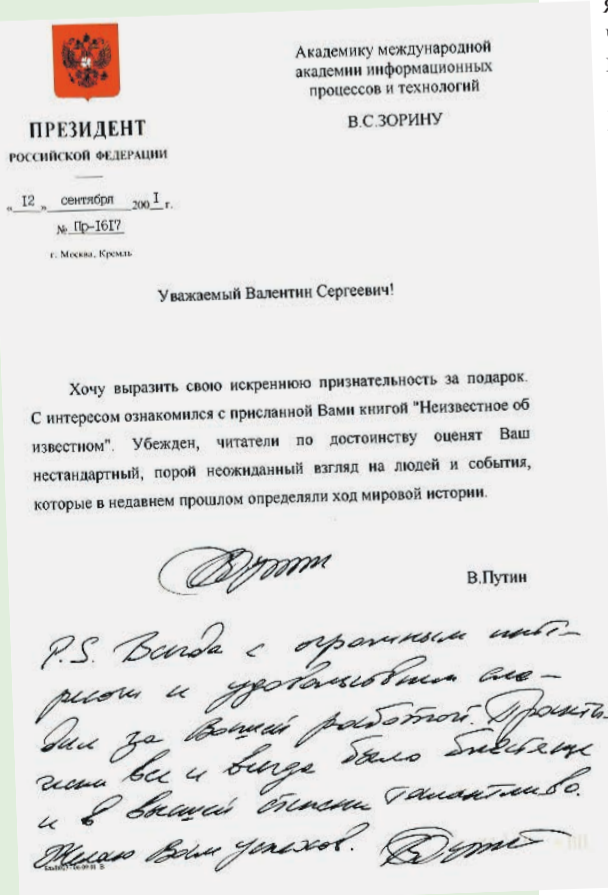 ПРЕЗИДЕНТ
РОССИЙСКОЙ ФЕДЕРАЦИИ
„ 12 „ сентября 2001 г.
№ Пр-1617
г. Москва, Кремль
Академику международной
академии информационных
процессов и технологий
В.С.ЗОРИНУ
Уважаемый Валентин Сергеевич!
Хочу выразить свою искреннюю признательность за подарок.
С интересом ознакомился с присланной Вами книгой "Неизвестное об
известном". Убежден, читатели по достоинству оценят Ваш
нестандартный, порой неожиданный взгляд на людей и события,
которые в недавнем прошлом определяли ход мировой истории.
В.Путин
P.S. Всегда с огромным инте-
ресом и удовольствием сле-
дил за Вашей работой. Практи-
чески все и всегда было блестяще
и в высшей степени талантливо.
Желаю Вам успехов.